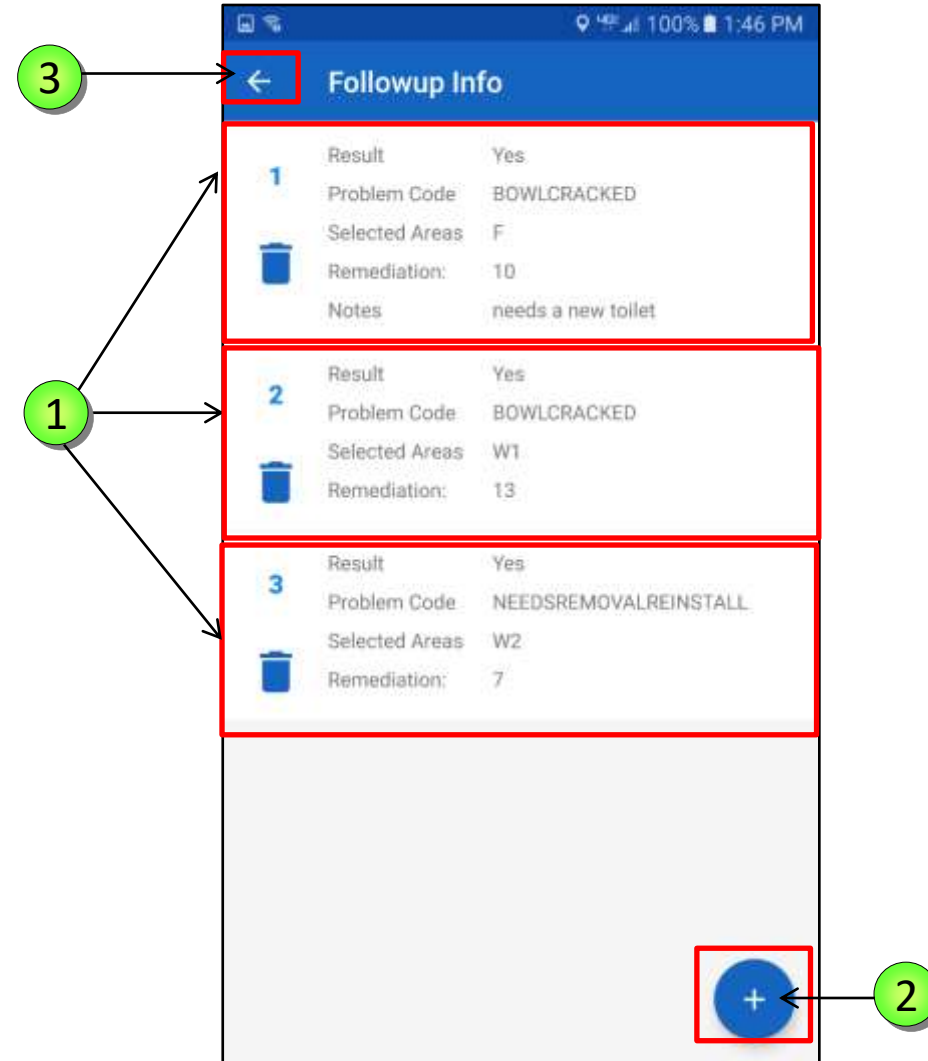 100% 1:46 PM
3
Followup Info
1
Result Yes
Problem Code BOWLCRACKED
Selected Areas F
Remediation: 10
Notes needs a new toilet
1
2
Result Yes
Problem Code BOWLCRACKED
Selected Areas W1
Remediation: 13
3
Result Yes
Problem Code NEEDSREMOVALREINSTALL
Selected Areas W2
Remediation: 7
+
2